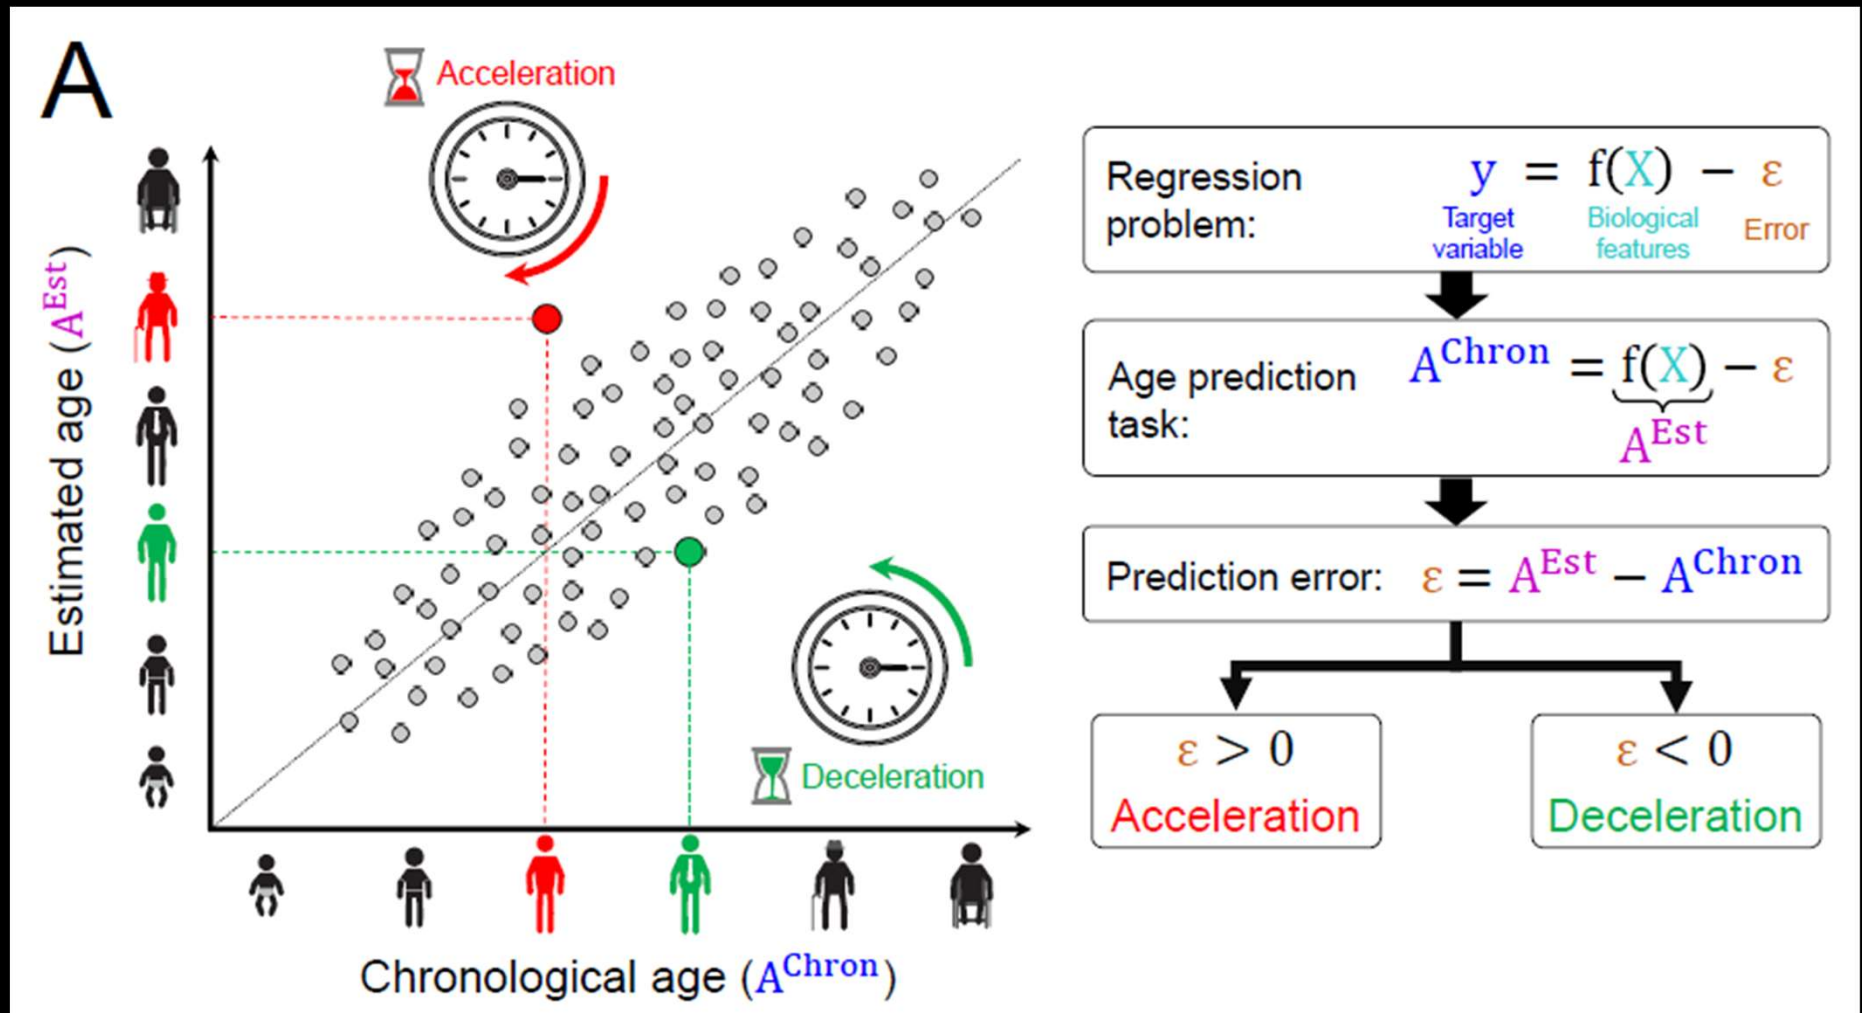 A
Acceleration
Estimated age (A^Est)
Deceleration
Chronological age (A^Chron)
Regression problem: y = f(X) − ε
Target variable
Biological features
Error
Age prediction task: A^Chron = f(X) − ε
A^Est
Prediction error: ε = A^Est − A^Chron
ε > 0
Acceleration
ε < 0
Deceleration